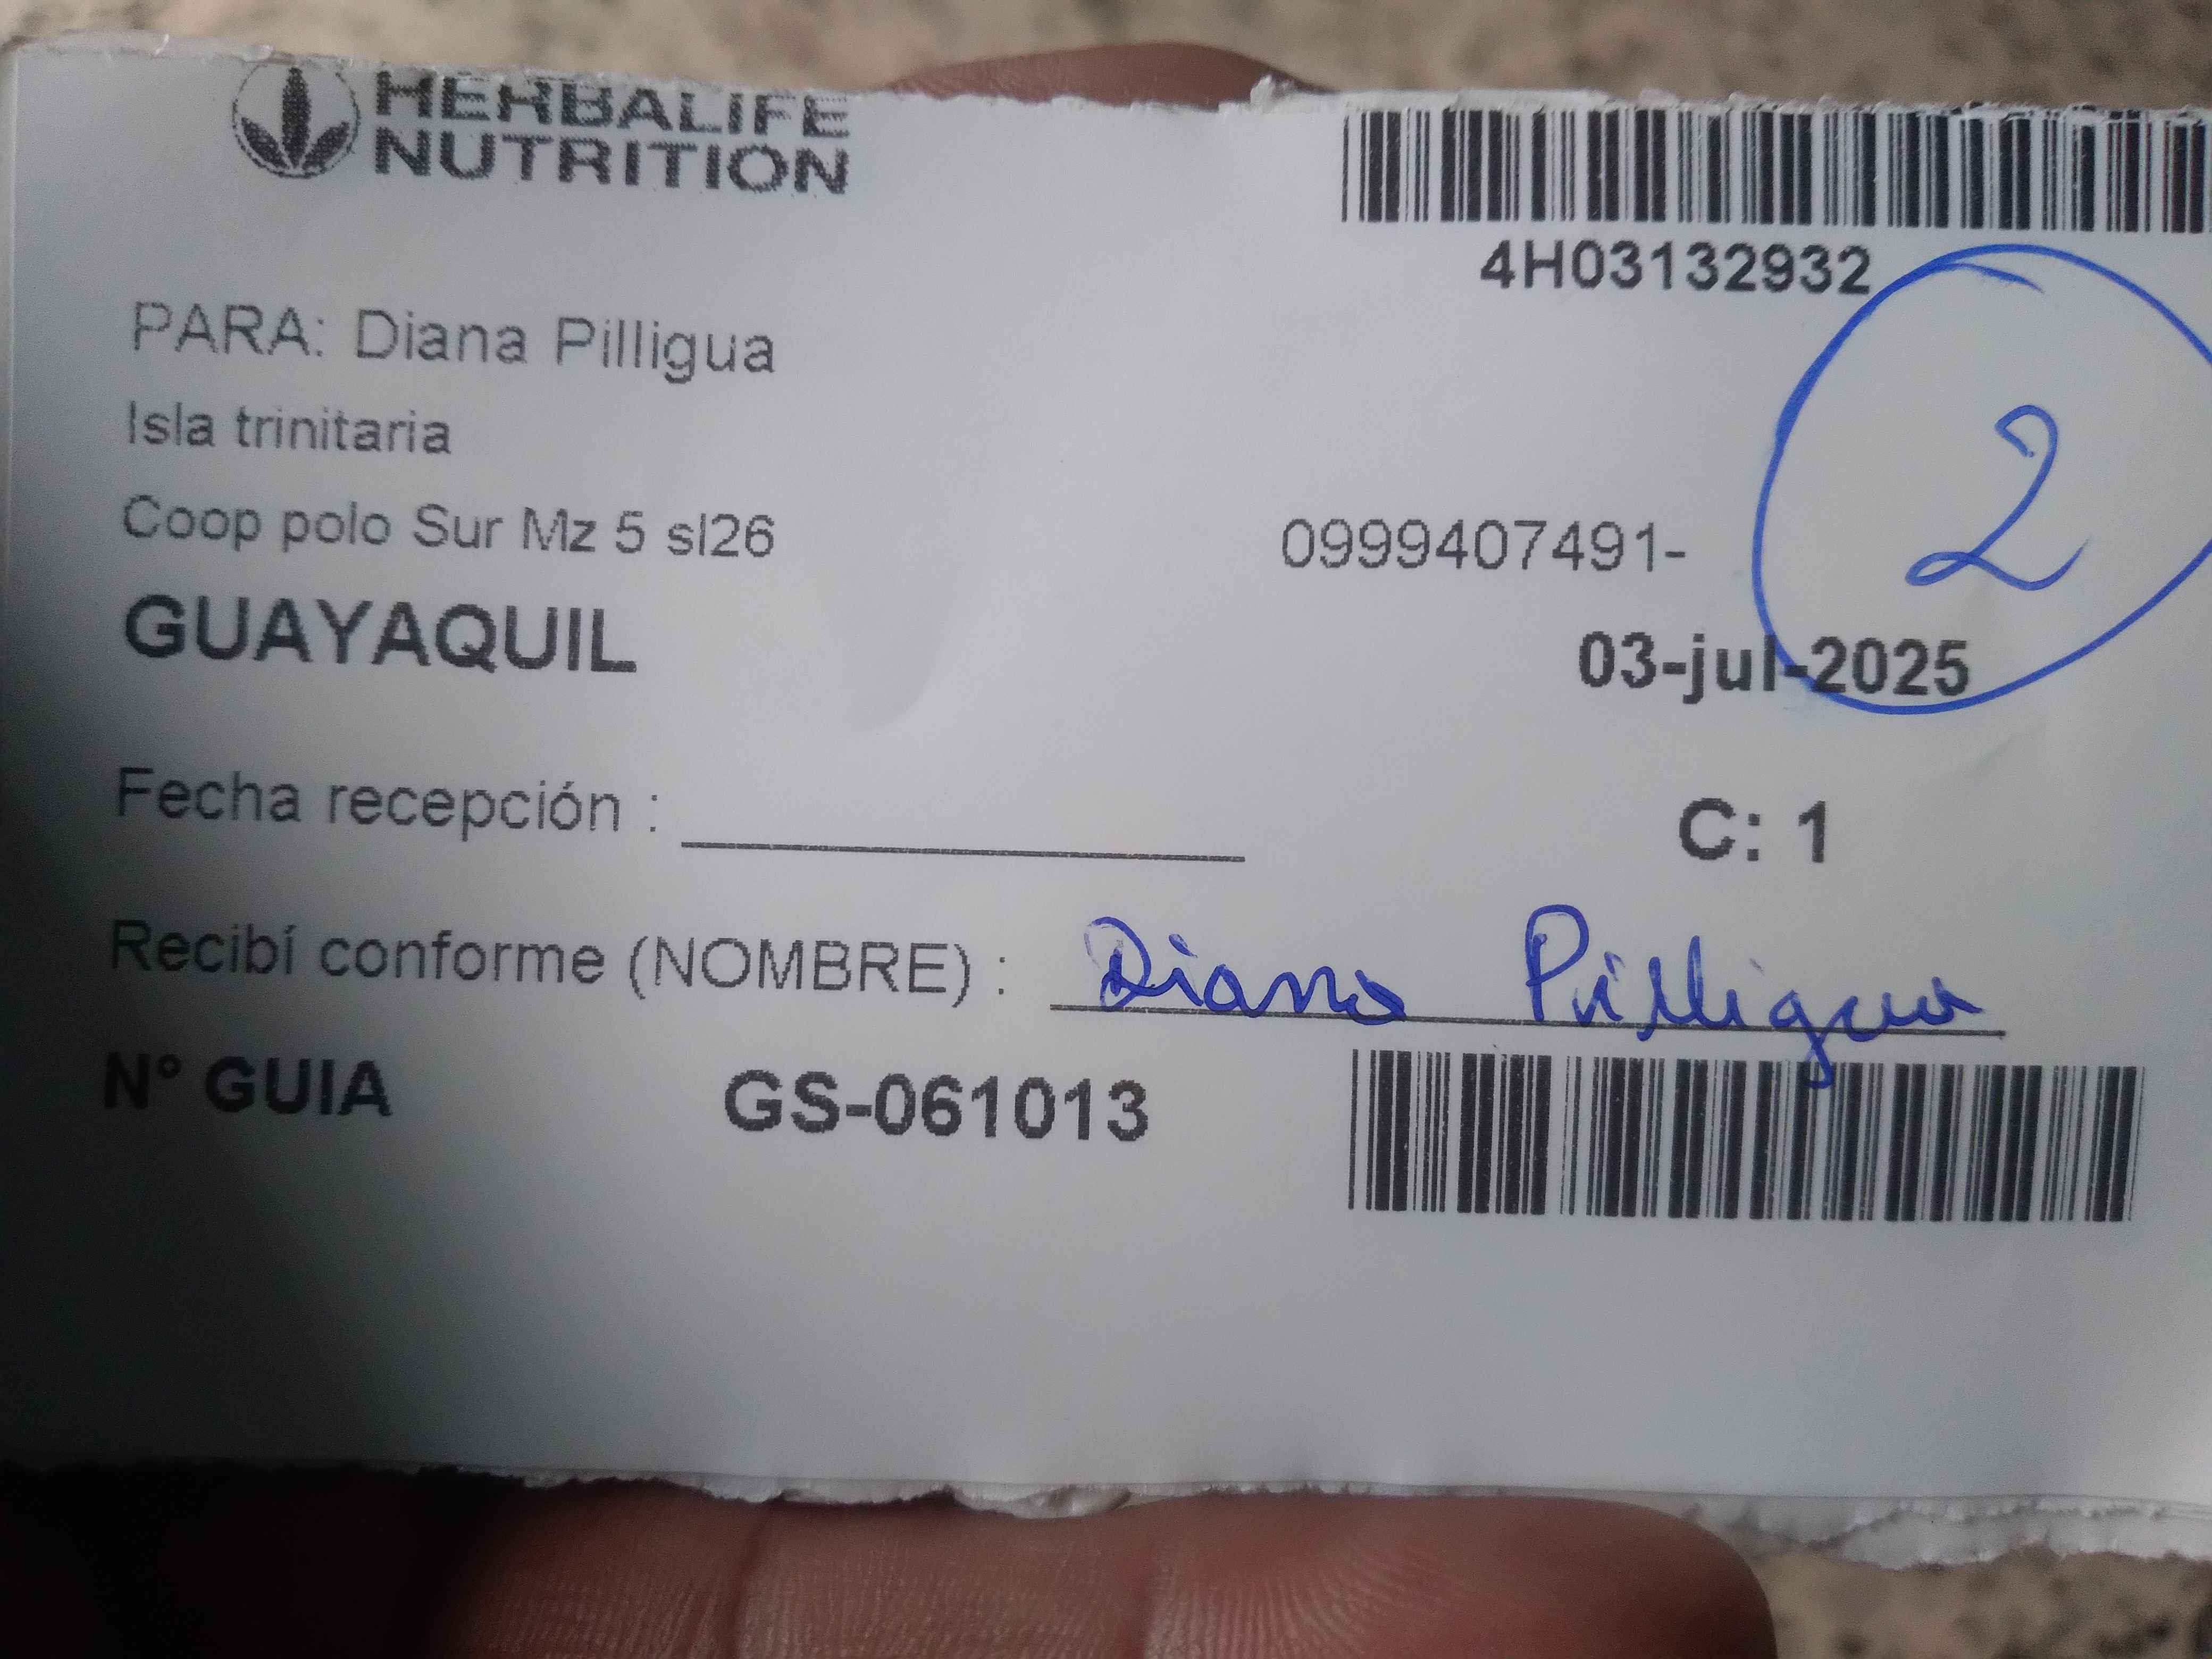 HERBALIFE
NUTRITION
4H03132932
PARA: Diana Pilligua
Isla trinitaria
Coop polo Sur Mz 5 sl26
0999407491-
2
GUAYAQUIL
03-jul-2025
Fecha recepción :
C: 1
Recibí conforme (NOMBRE) : Diana Pilligua
N° GUIA GS-061013